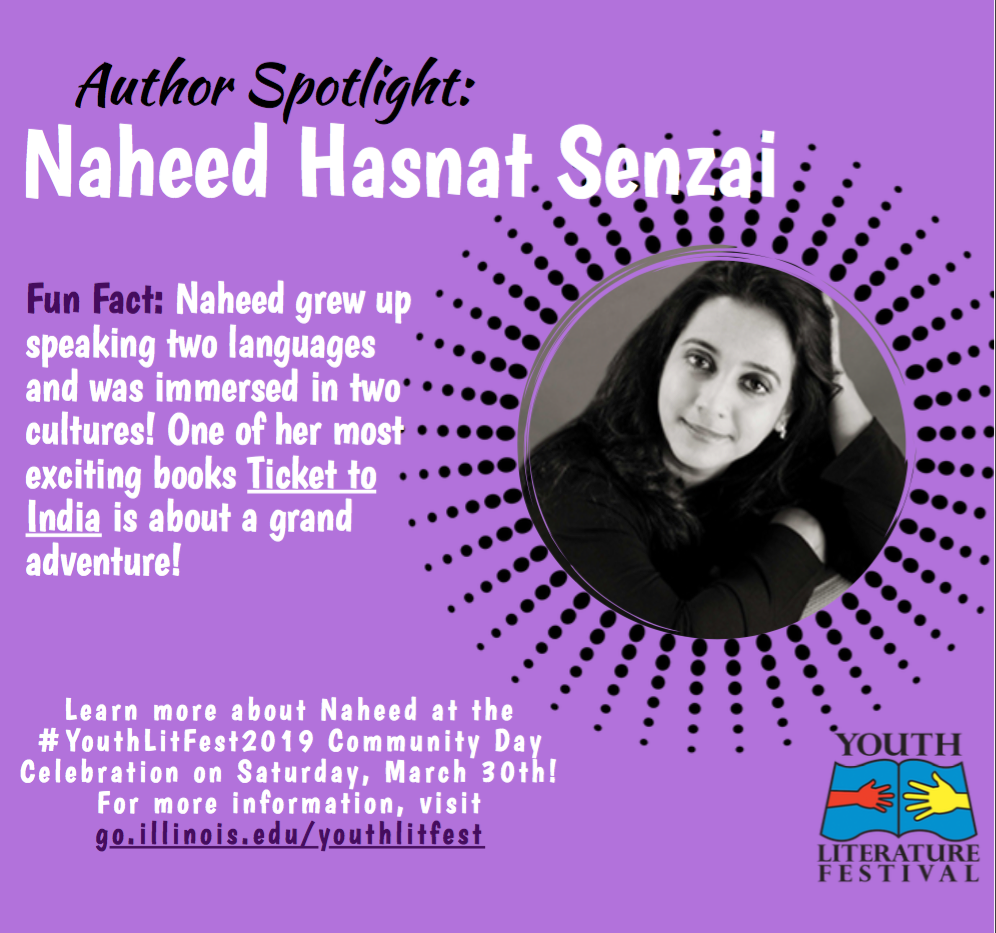 Author Spotlight:
Naheed Hasnat Senzai
Fun Fact: Naheed grew up
speaking two languages
and was immersed in two
cultures! One of her most
exciting books Ticket to
India is about a grand
adventure!
Learn more about Naheed at the
#YouthLitFest2019 Community Day
Celebration on Saturday, March 30th!
For more information, visit
go.illinois.edu/youthlitfest
YOUTH
LITERATURE
FESTIVAL